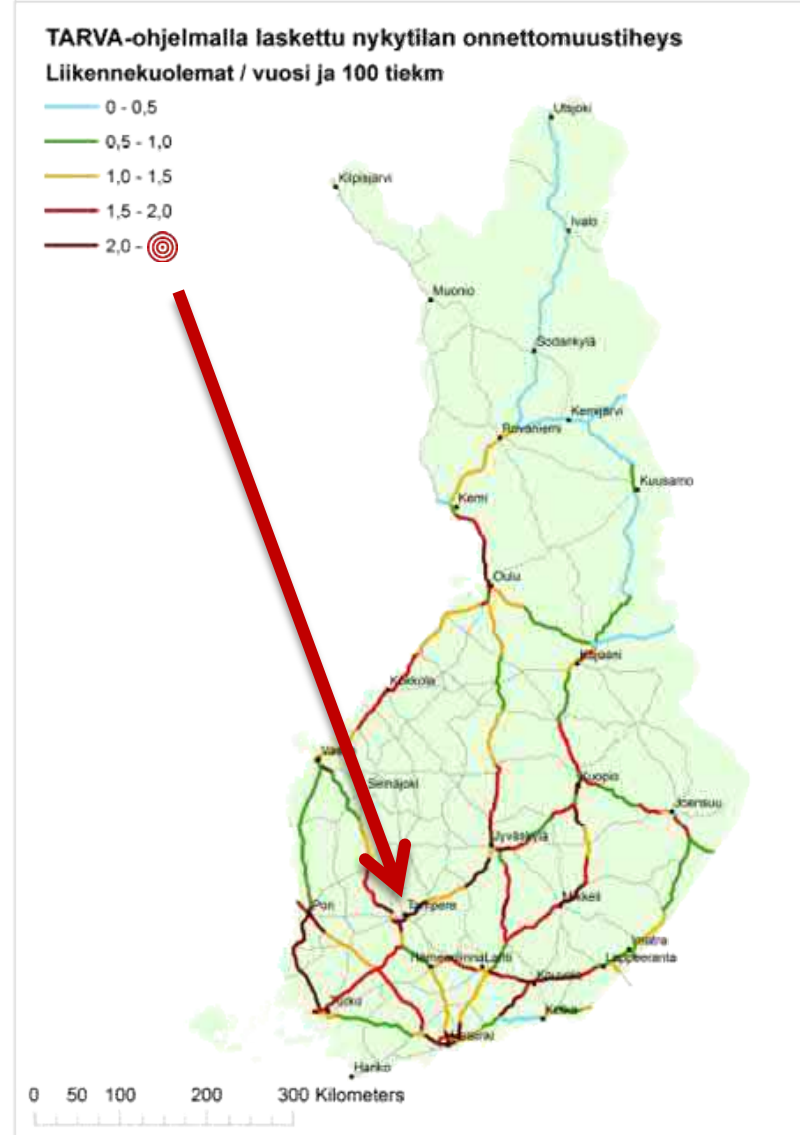 TARVA-ohjelmalla laskettu nykytilan onnettomuustiheys
Liikennekuolemat / vuosi ja 100 tiekm
0 - 0,5
0,5 - 1,0
1,0 - 1,5
1,5 - 2,0
2,0 -
Utsjoki
Kilpisjärvi
Ivalo
Muonio
Sodankylä
Kemijärvi
Rovaniemi
Kuusamo
Kemi
Oulu
Kajaani
Kokkola
Seinäjoki
Kuopio
Joensuu
Jyväskylä
Mikkeli
Pori
Tampere
Imatra
Hämeenlinna Lahti
Lappeenranta
Kouvola
Turku
Kotka
Helsinki
Hanko
0 50 100 200 300 Kilometers